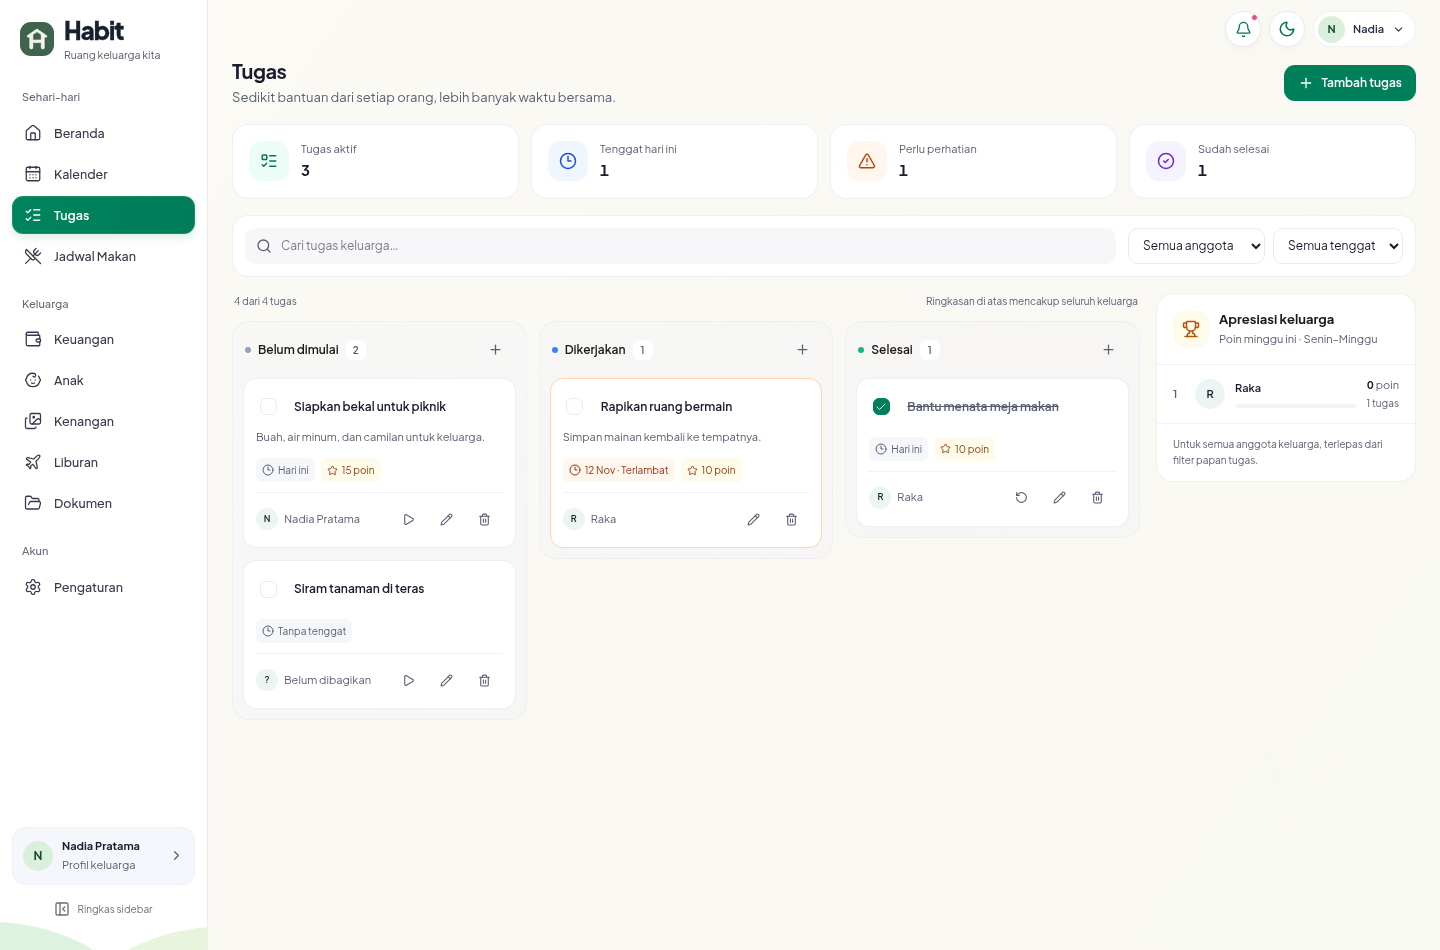 Habit
Ruang keluarga kita
Sehari-hari
Beranda
Kalender
Tugas
Jadwal Makan
Keluarga
Keuangan
Anak
Kenangan
Liburan
Dokumen
Akun
Pengaturan
N
Nadia Pratama
Profil keluarga
Ringkas sidebar
N Nadia
Tugas
Sedikit bantuan dari setiap orang, lebih banyak waktu bersama.
Tambah tugas
Tugas aktif
3
Tenggat hari ini
1
Perlu perhatian
1
Sudah selesai
1
Cari tugas keluarga...
Semua anggota
Semua tenggat
4 dari 4 tugas
Ringkasan di atas mencakup seluruh keluarga
Belum dimulai 2
Siapkan bekal untuk piknik
Buah, air minum, dan camilan untuk keluarga.
Hari ini
15 poin
N Nadia Pratama
Siram tanaman di teras
Tanpa tenggat
? Belum dibagikan
Dikerjakan 1
Rapikan ruang bermain
Simpan mainan kembali ke tempatnya.
12 Nov · Terlambat
10 poin
R Raka
Selesai 1
Bantu menata meja makan
Hari ini
10 poin
R Raka
Apresiasi keluarga
Poin minggu ini · Senin–Minggu
1 R Raka
0 poin
1 tugas
Untuk semua anggota keluarga, terlepas dari
filter papan tugas.